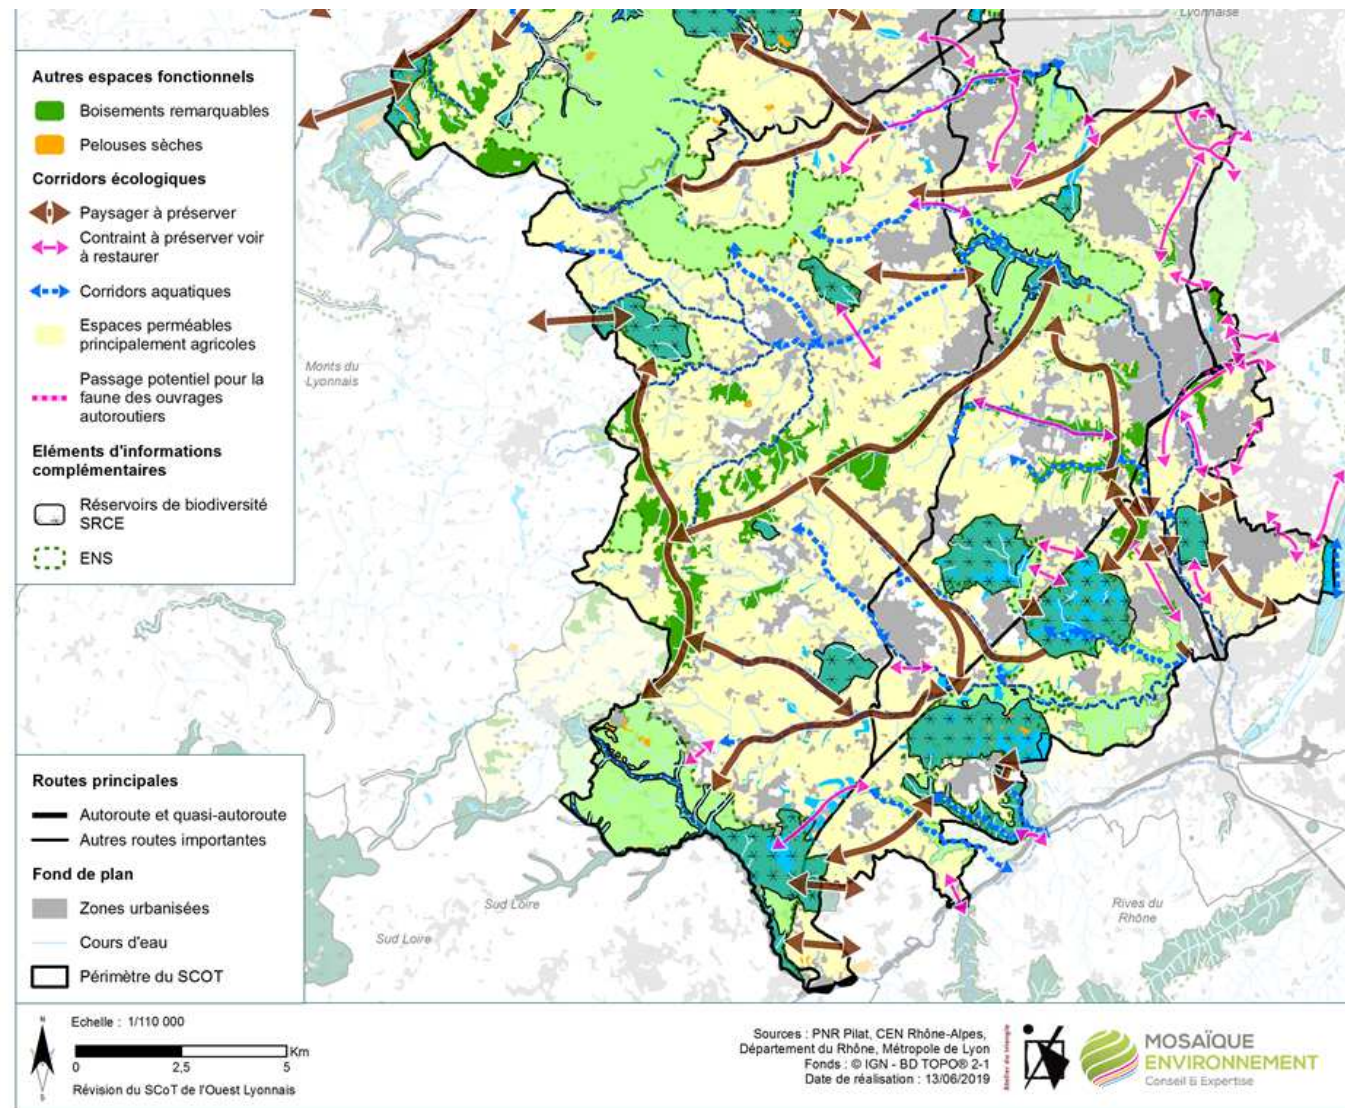 Lyonnaise
Autres espaces fonctionnels
Boisements remarquables
Pelouses sèches
Corridors écologiques
Paysager à préserver
Contraint à préserver voir
à restaurer
Corridors aquatiques
Espaces perméables
principalement agricoles
Passage potentiel pour la
faune des ouvrages
autoroutiers
Eléments d'informations
complémentaires
Réservoirs de biodiversité
SRCE
ENS
Monts du
Lyonnais
Routes principales
Autoroute et quasi-autoroute
Autres routes importantes
Fond de plan
Zones urbanisées
Cours d'eau
Périmètre du SCOT
Sud Loire
Sud Loire
Rives du
Rhône
N
S
Echelle : 1/110 000
Km
0 2,5 5
Révision du SCoT de l'Ouest Lyonnais
Sources : PNR Pilat, CEN Rhône-Alpes,
Département du Rhône, Métropole de Lyon
Fonds : © IGN - BD TOPO® 2-1
Date de réalisation : 13/06/2019
Atelier du triangle
MOSAÏQUE
ENVIRONNEMENT
Conseil & Expertise